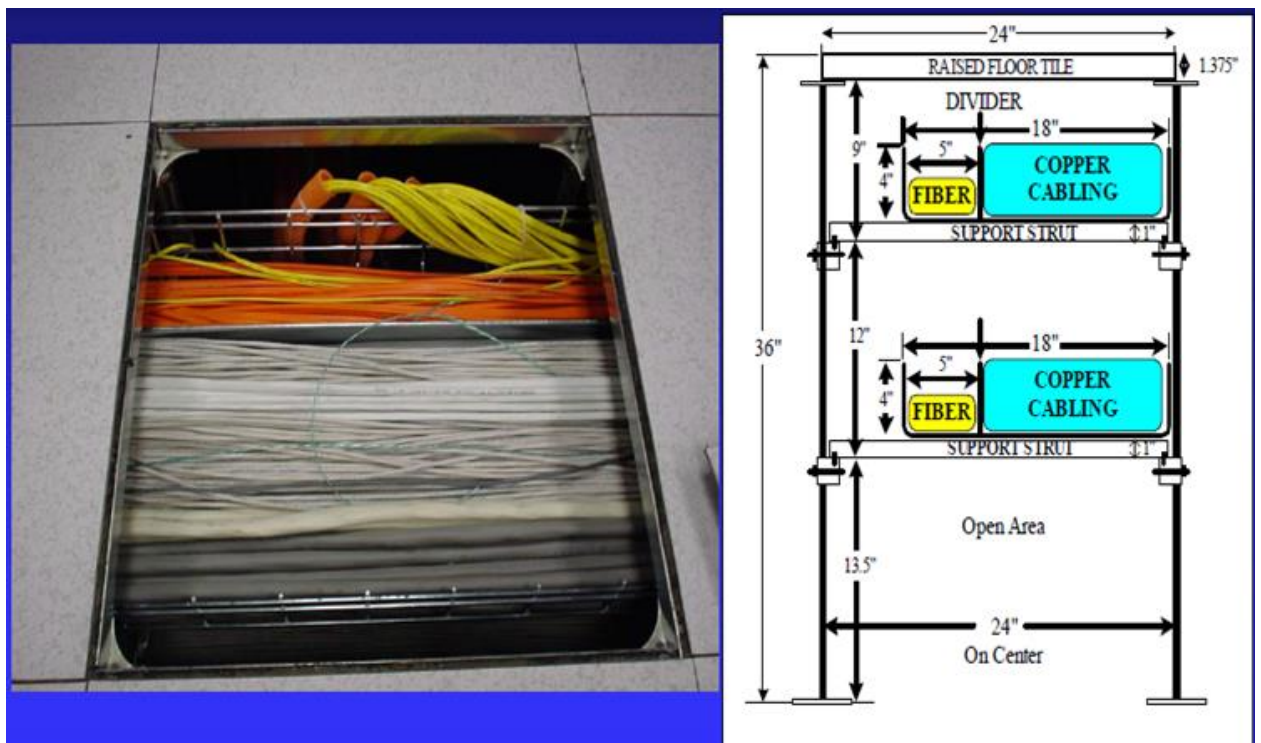 24"
RAISED FLOOR TILE
1.375"
DIVIDER
18"
9"
5"
4"
COPPER
CABLING
FIBER
SUPPORT STRUT
1"
36"
12"
18"
5"
4"
COPPER
CABLING
FIBER
SUPPORT STRUT
1"
Open Area
13.5"
24"
On Center